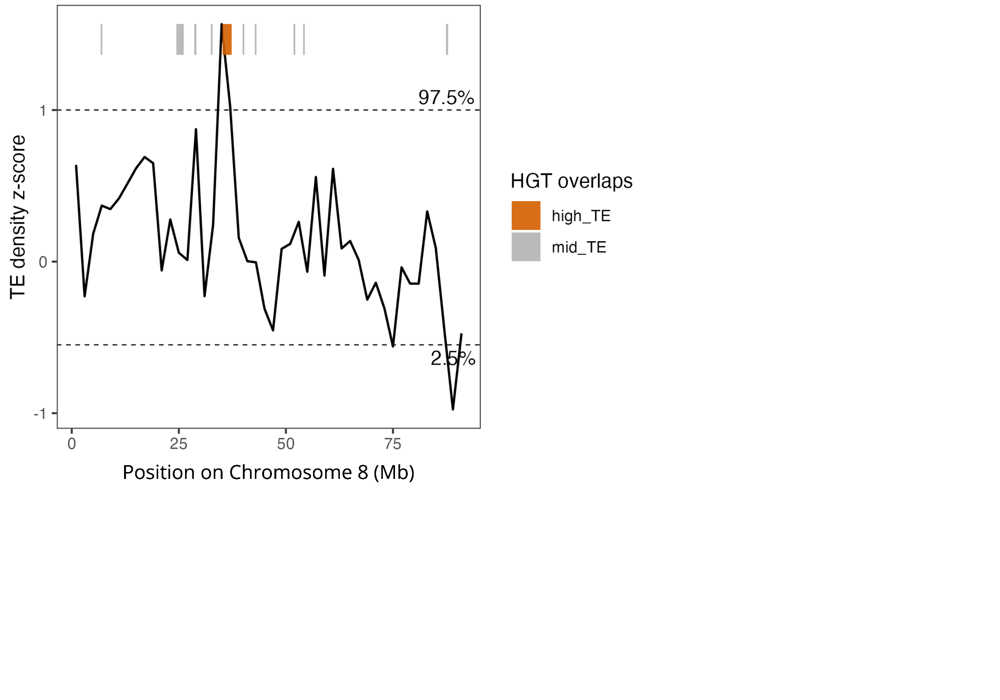 97.5%
1
TE density z-score
0
2.5%
-1
0 25 50 75
Position on Chromosome 8 (Mb)
HGT overlaps
high_TE
mid_TE